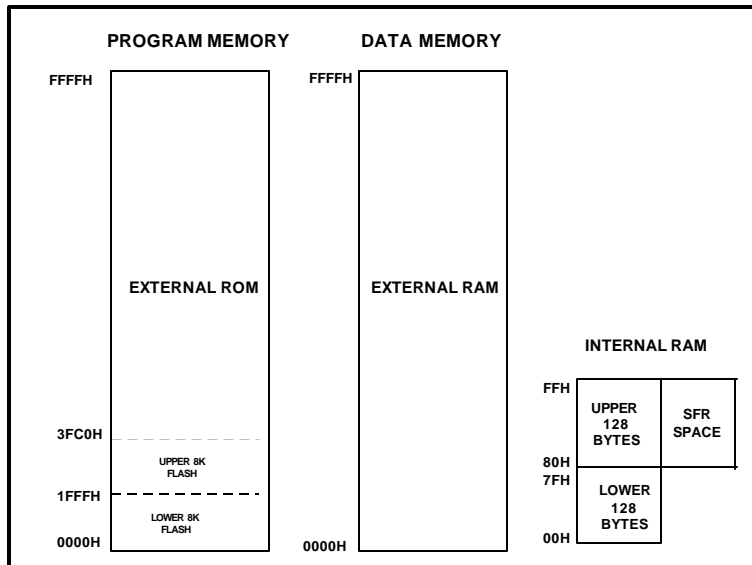 PROGRAM MEMORY
DATA MEMORY
FFFFH
FFFFH
EXTERNAL ROM
EXTERNAL RAM
INTERNAL RAM
FFH
UPPER
128
BYTES
SFR
SPACE
3FC0H
UPPER 8K
FLASH
80H
7FH
1FFFH
LOWER
128
BYTES
LOWER 8K
FLASH
0000H
0000H
00H